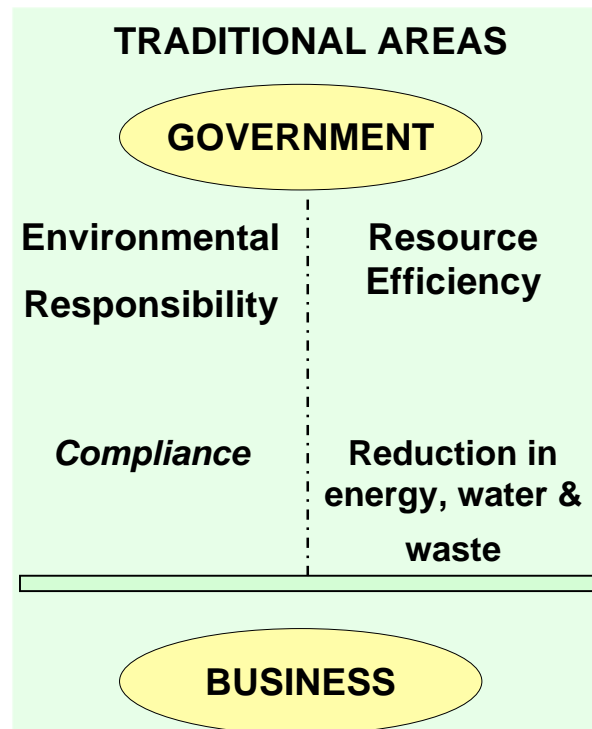 TRADITIONAL AREAS
GOVERNMENT
Environmental
Responsibility
Resource
Efficiency
Compliance
Reduction in
energy, water &
waste
BUSINESS